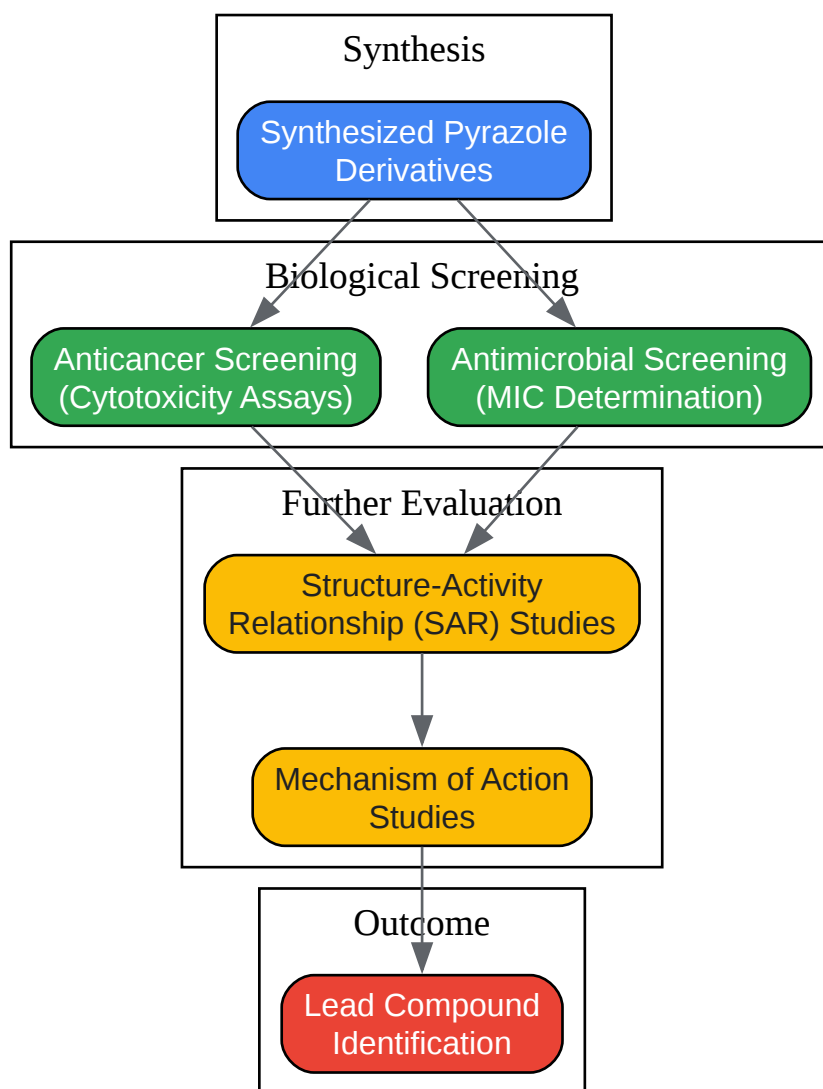 Synthesis
Synthesized Pyrazole
Derivatives
Biological Screening
Anticancer Screening
(Cytotoxicity Assays)
Antimicrobial Screening
(MIC Determination)
Further Evaluation
Structure-Activity
Relationship (SAR) Studies
Mechanism of Action
Studies
Outcome
Lead Compound
Identification